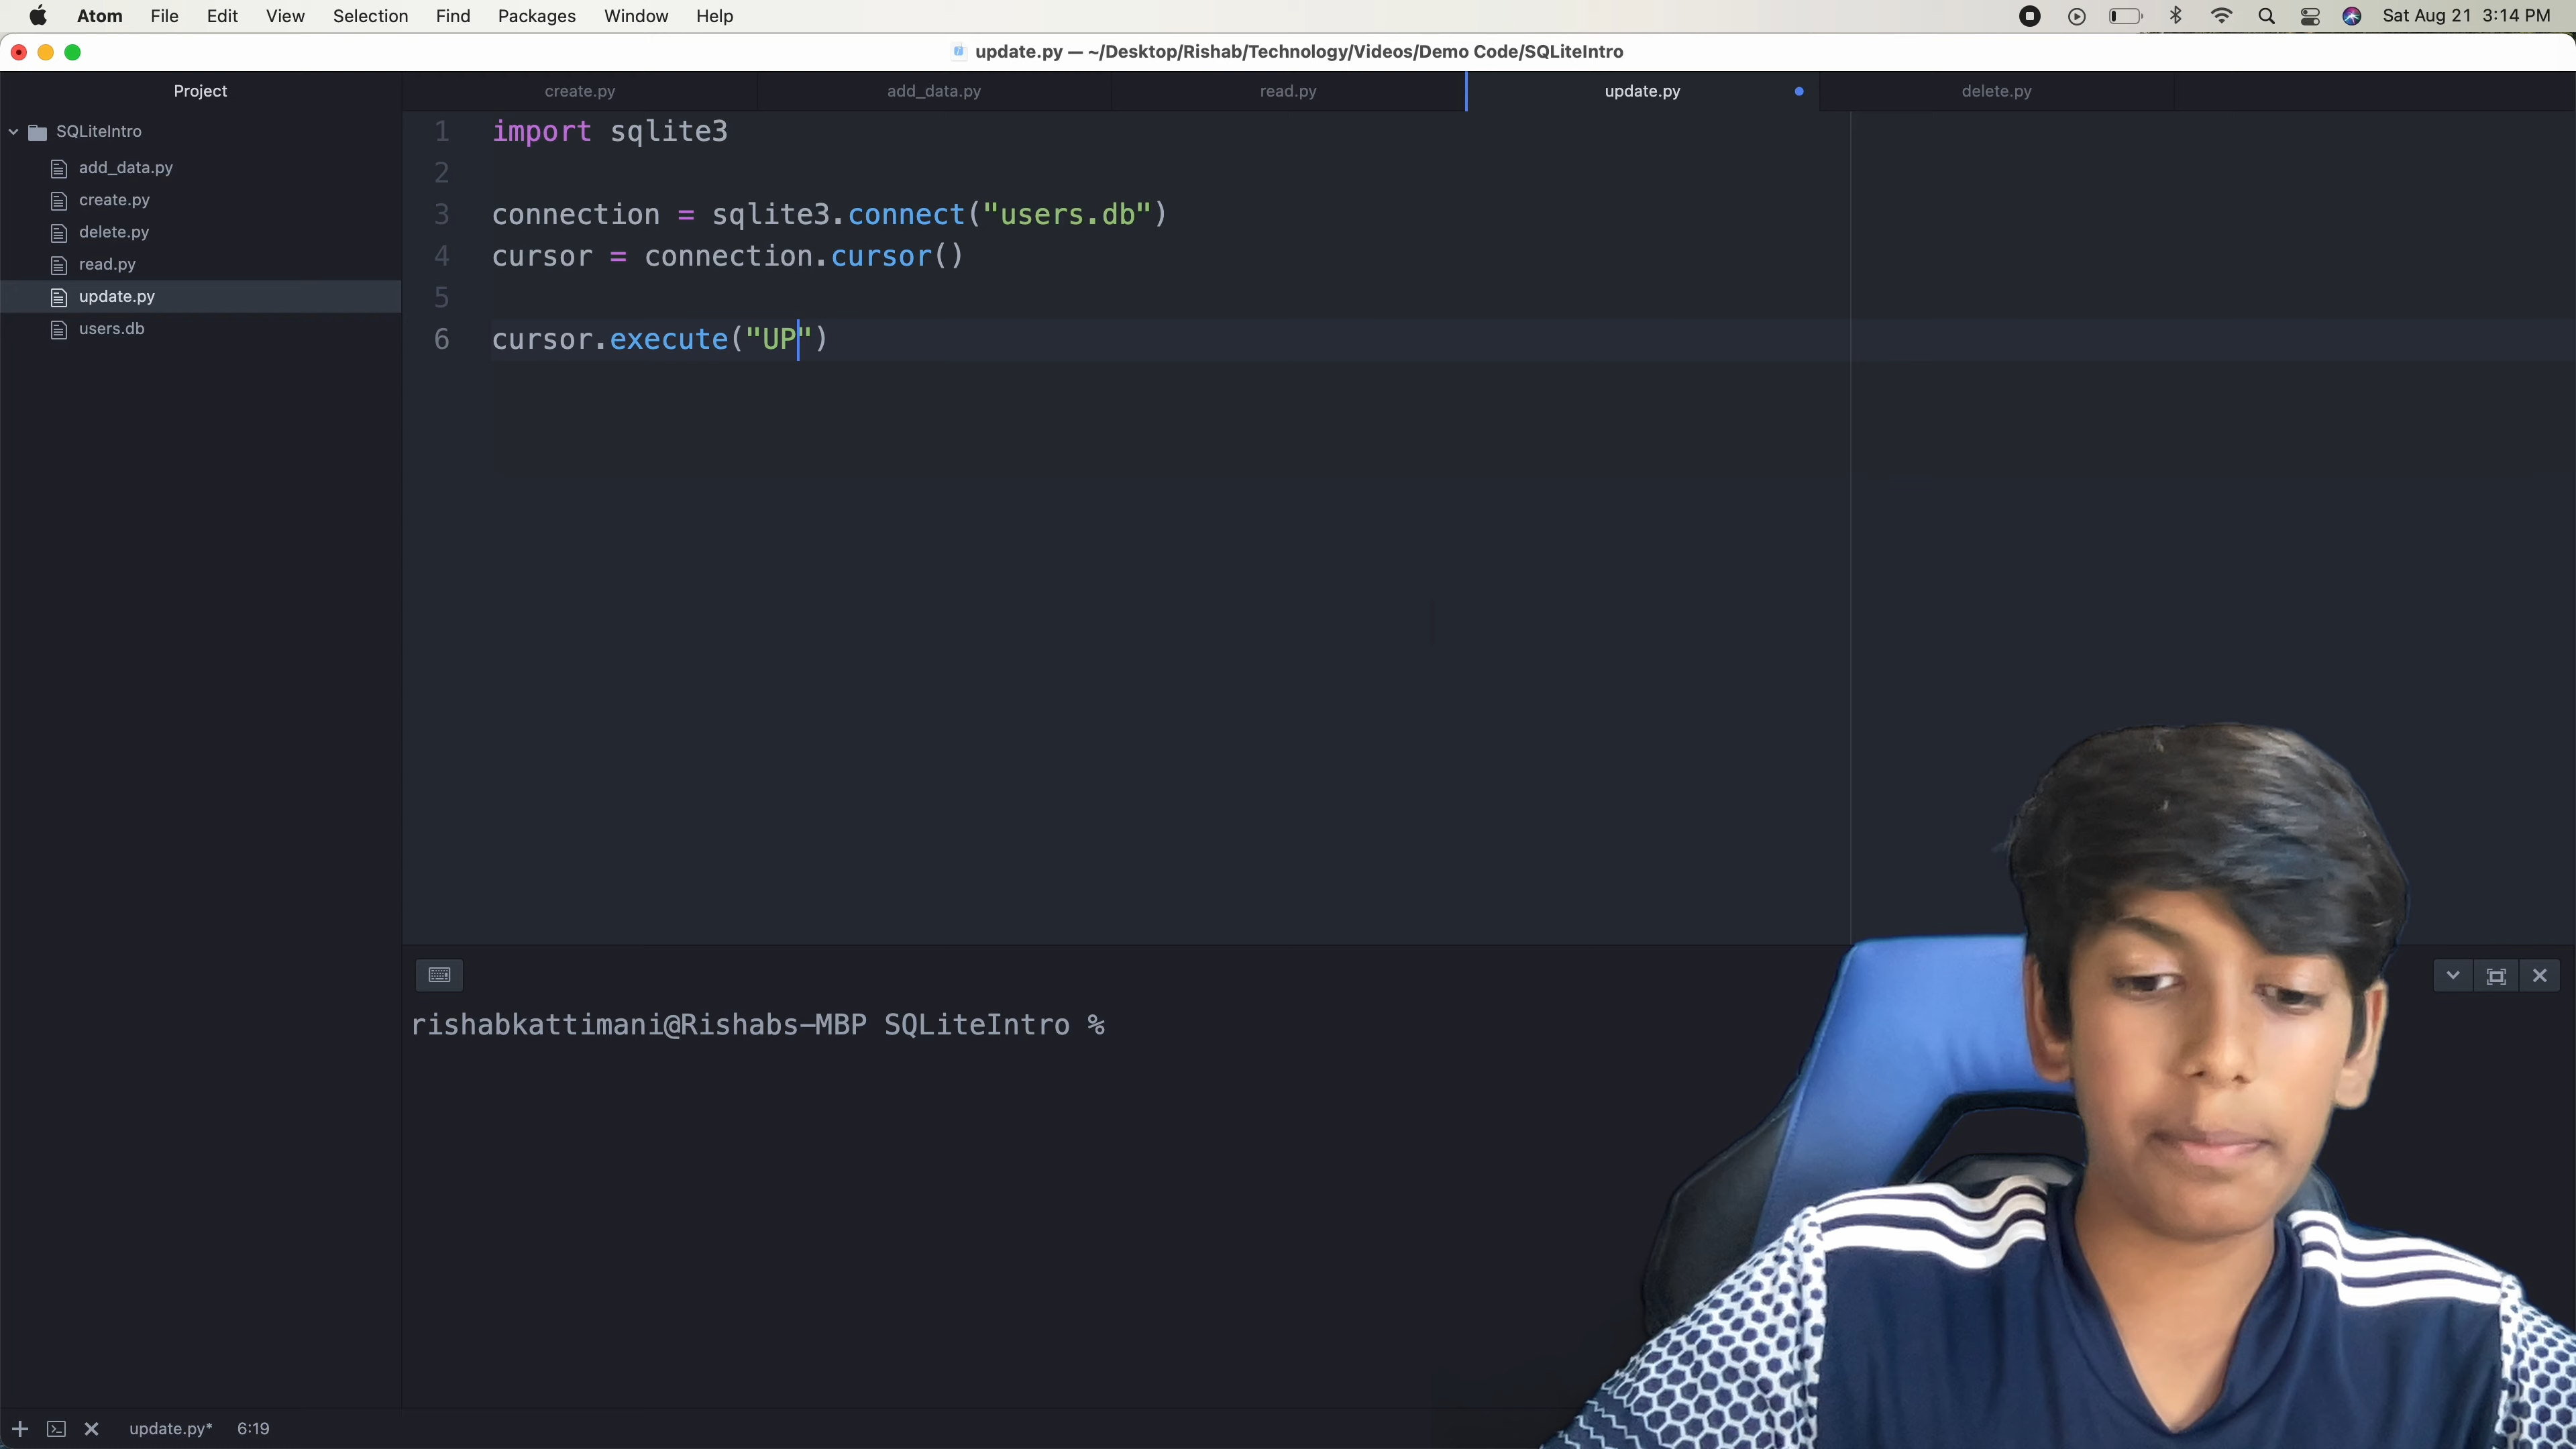 Atom File Edit View Selection Find Packages Window Help Sat Aug 21 3:14 PM
update.py — ~/Desktop/Rishab/Technology/Videos/Demo Code/SQLiteIntro
Project
create.py add_data.py read.py update.py delete.py
SQLiteIntro
add_data.py
create.py
delete.py
read.py
update.py
users.db
1 import sqlite3
2
3 connection = sqlite3.connect("users.db")
4 cursor = connection.cursor()
5
6 cursor.execute("UP")
rishabkattimani@Rishabs-MBP SQLiteIntro %
update.py* 6:19